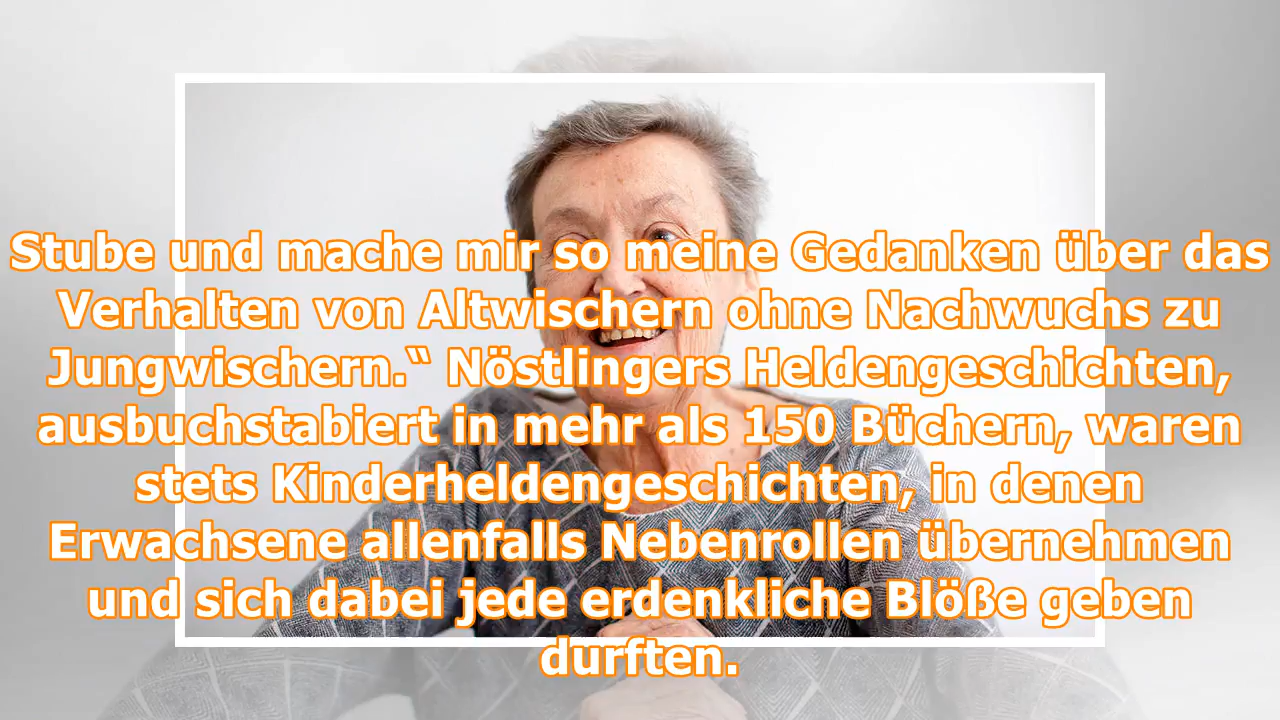 Stube und mache mir so meine Gedanken über das
Verhalten von Altwischern ohne Nachwuchs zu
Jungwischern.“ Nöstlingers Heldengeschichten,
ausbuchstabiert in mehr als 150 Büchern, waren
stets Kinderheldengeschichten, in denen
Erwachsene allenfalls Nebenrollen übernehmen
und sich dabei jede erdenkliche Blöße geben
durften.